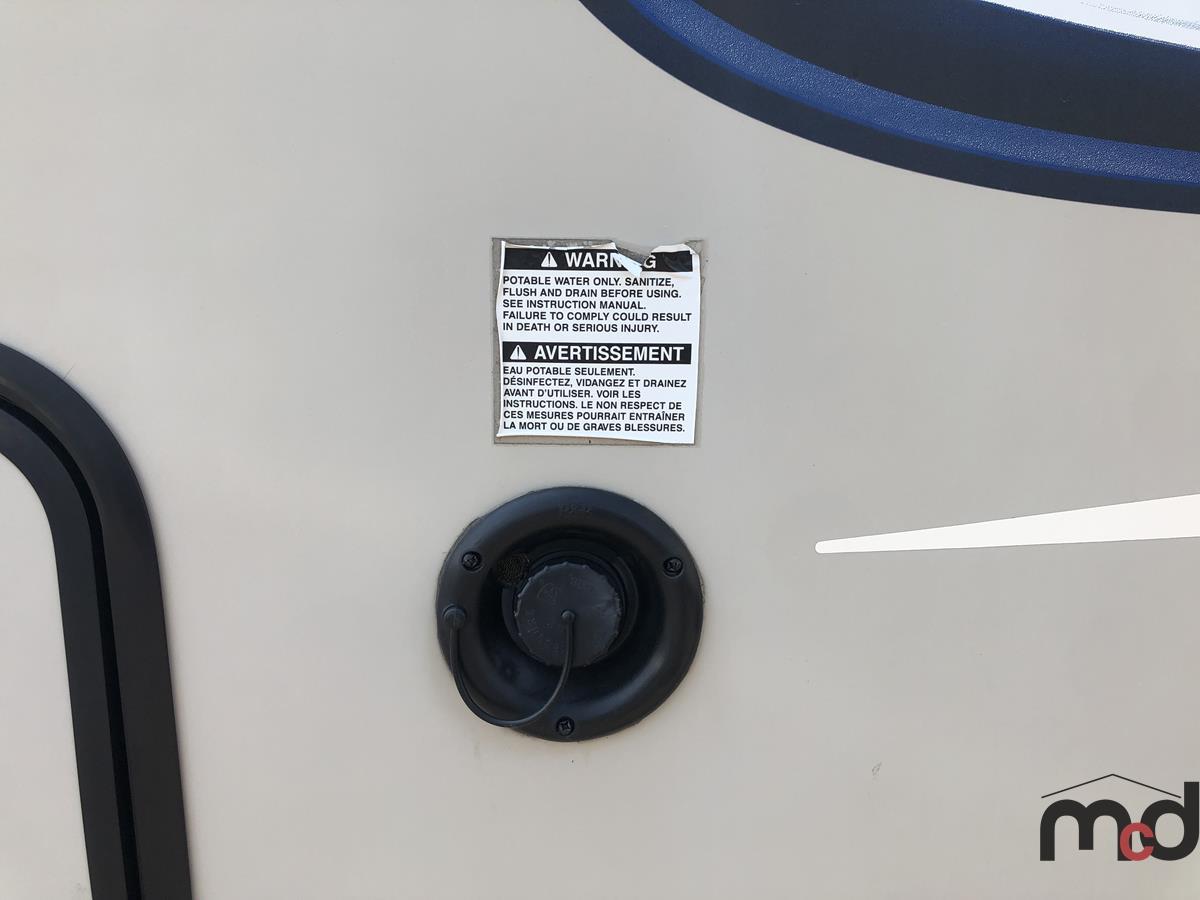 WARNING
POTABLE WATER ONLY. SANITIZE,
FLUSH AND DRAIN BEFORE USING.
SEE INSTRUCTION MANUAL.
FAILURE TO COMPLY COULD RESULT
IN DEATH OR SERIOUS INJURY.
AVERTISSEMENT
EAU POTABLE SEULEMENT.
DÉSINFECTEZ, VIDANGEZ ET DRAINEZ
AVANT D'UTILISER. VOIR LES
INSTRUCTIONS. LE NON RESPECT DE
CES MESURES POURRAIT ENTRAÎNER
LA MORT OU DE GRAVES BLESSURES.
mcd